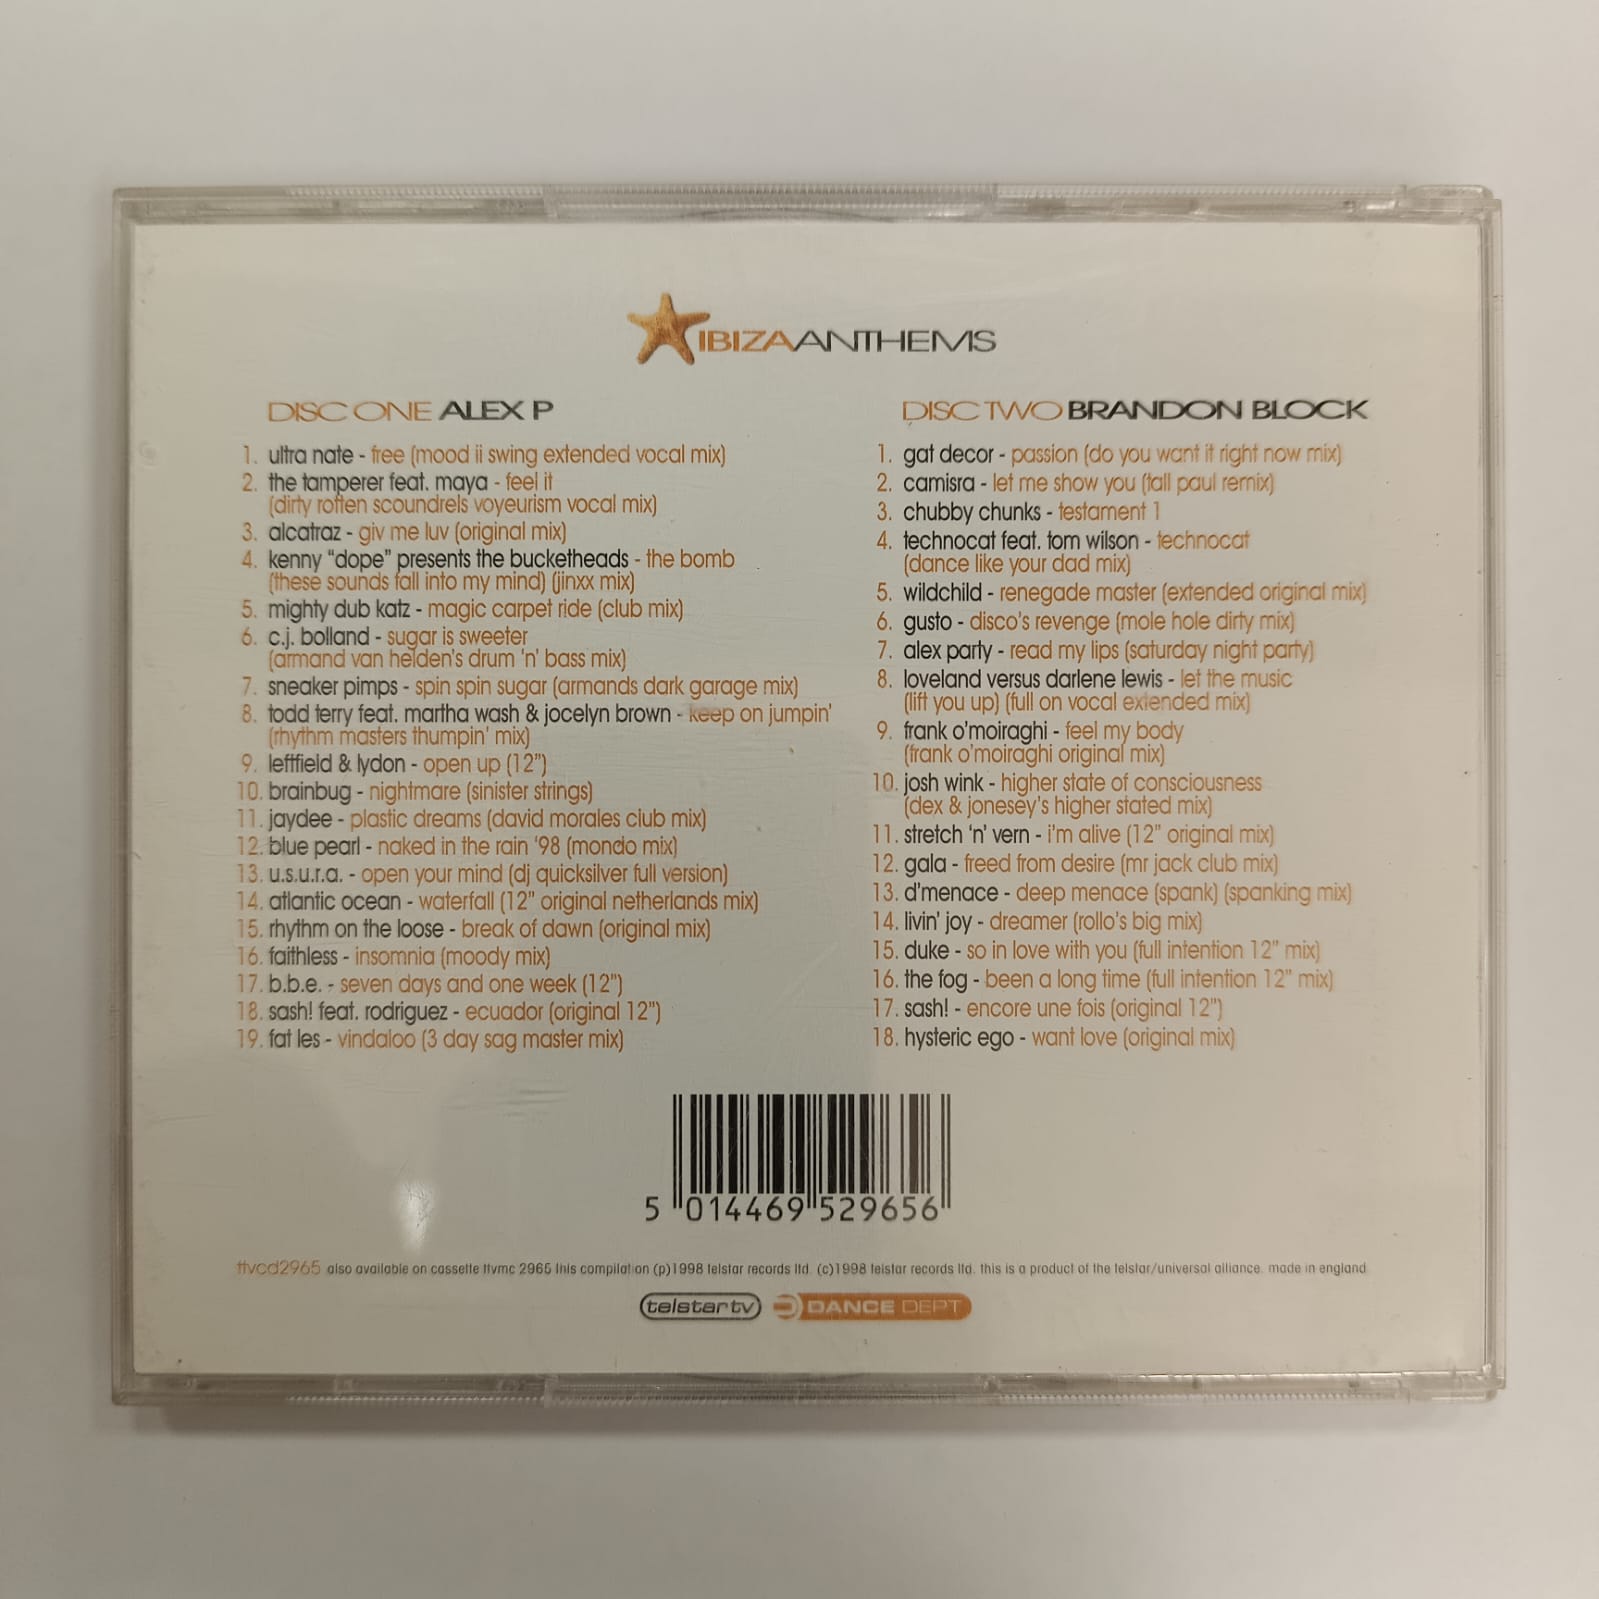 IBIZAANTHEMS
DISC ONE ALEX P
1. ultra nate - free (mood ii swing extended vocal mix)
2. the tamperer feat. maya - feel it
(dirty rotten scoundrels voyeurism vocal mix)
3. alcatraz - giv me luv (original mix)
4. kenny "dope" presents the bucketheads - the bomb
(these sounds fall into my mind) (jinxx mix)
5. mighty dub katz - magic carpet ride (club mix)
6. c.j. bolland - sugar is sweeter
(armand van helden's drum 'n' bass mix)
7. sneaker pimps - spin spin sugar (armands dark garage mix)
8. todd terry feat. martha wash & jocelyn brown - keep on jumpin'
(rhythm masters thumpin' mix)
9. leftfield & lydon - open up (12")
10. brainbug - nightmare (sinister strings)
11. jaydee - plastic dreams (david morales club mix)
12. blue pearl - naked in the rain '98 (mondo mix)
13. u.s.u.r.a. - open your mind (dj quicksilver full version)
14. atlantic ocean - waterfall (12" original netherlands mix)
15. rhythm on the loose - break of dawn (original mix)
16. faithless - insomnia (moody mix)
17. b.b.e. - seven days and one week (12")
18. sash! feat. rodriguez - ecuador (original 12")
19. fat les - vindaloo (3 day sag master mix)
DISC TWO BRANDON BLOCK
1. gat decor - passion (do you want it right now mix)
2. camisra - let me show you (tall paul remix)
3. chubby chunks - testament 1
4. technocat feat. tom wilson - technocat
(dance like your dad mix)
5. wildchild - renegade master (extended original mix)
6. gusto - disco's revenge (mole hole dirty mix)
7. alex party - read my lips (saturday night party)
8. loveland versus darlene lewis - let the music
(lift you up) (full on vocal extended mix)
9. frank o'moiraghi - feel my body
(frank o'moiraghi original mix)
10. josh wink - higher state of consciousness
(dex & jonesey's higher stated mix)
11. stretch 'n' vern - i'm alive (12" original mix)
12. gala - freed from desire (mr jack club mix)
13. d'menace - deep menace (spank) (spanking mix)
14. livin' joy - dreamer (rollo's big mix)
15. duke - so in love with you (full intention 12" mix)
16. the fog - been a long time (full intention 12" mix)
17. sash! - encore une fois (original 12")
18. hysteric ego - want love (original mix)
5 014469 529656
ttvcd2965 also available on cassette ttvmc 2965 this compilation (p)1998 telstar records ltd. (c)1998 telstar records ltd. this is a product of the telstar/universal alliance. made in england
telstar tv DANCE DEPT